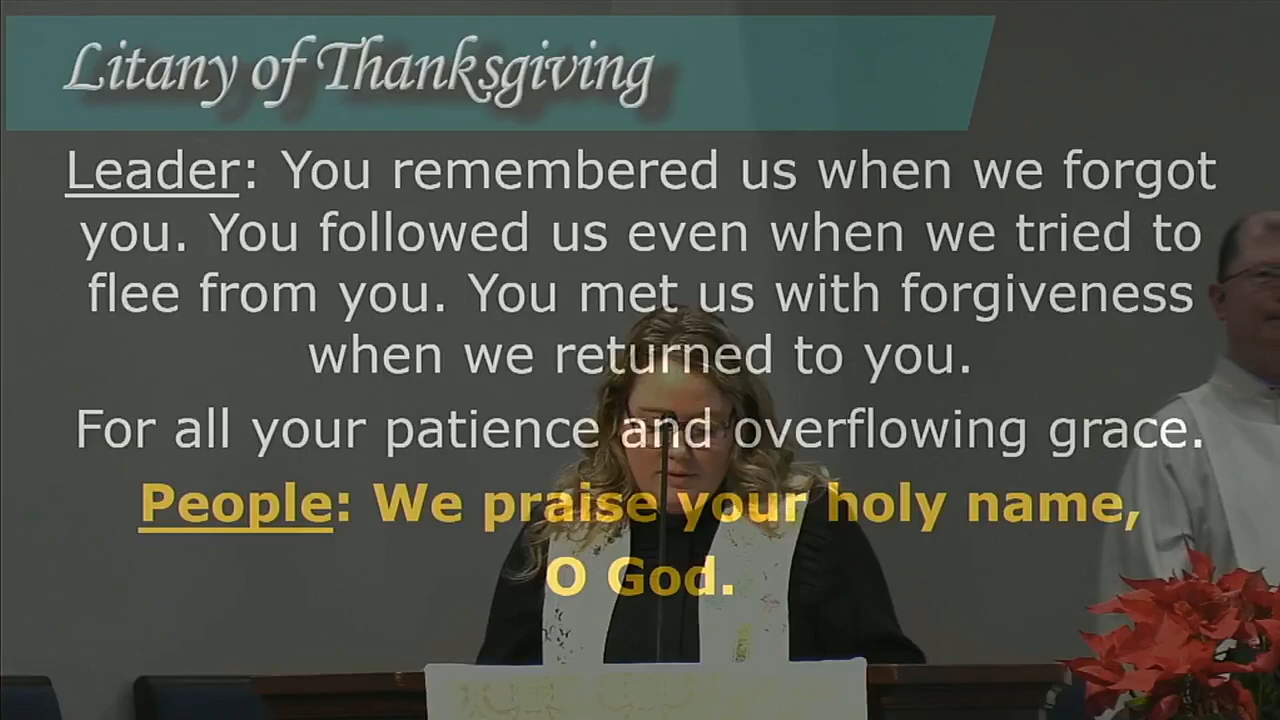 Litany of Thanksgiving
Leader: You remembered us when we forgot
you. You followed us even when we tried to
flee from you. You met us with forgiveness
when we returned to you.
For all your patience and overflowing grace.
People: We praise your holy name,
O God.